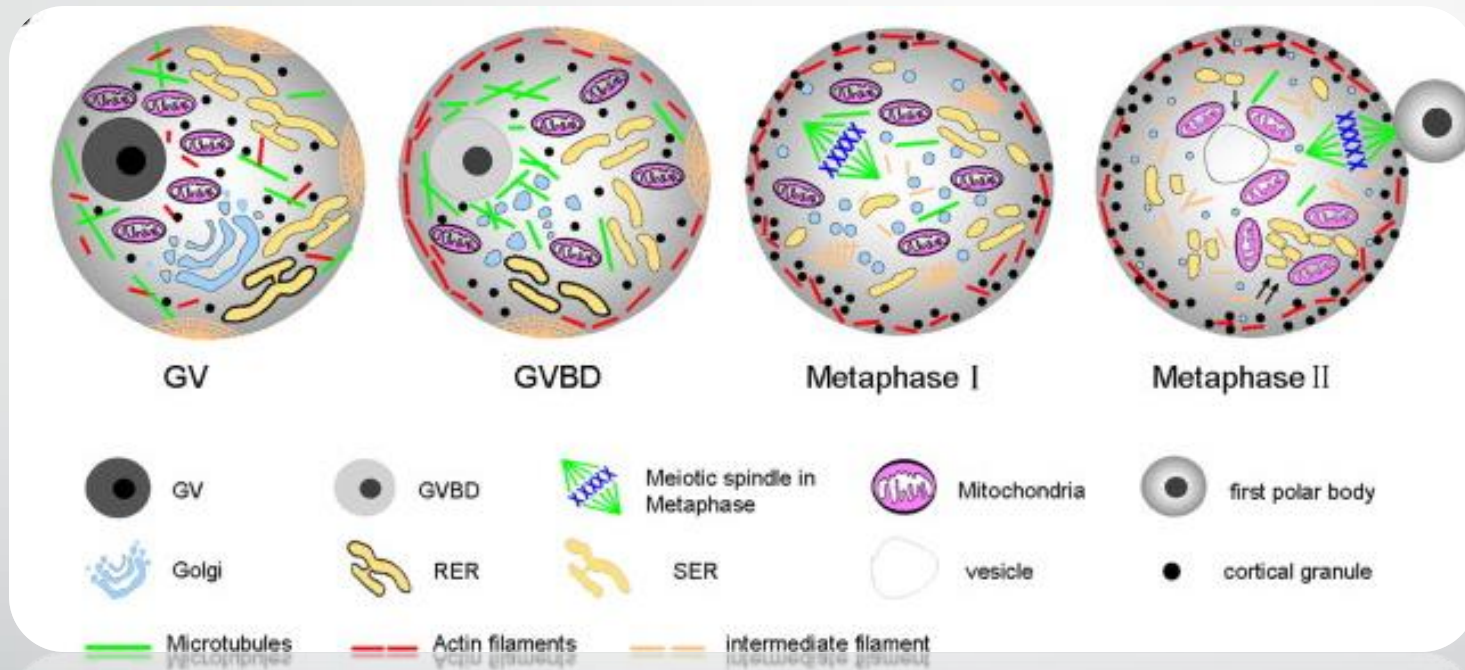 GV
GVBD
Metaphase I
Metaphase II
GV
GVBD
Meiotic spindle in
Metaphase
Mitochondria
first polar body
Golgi
RER
SER
vesicle
cortical granule
Microtubules
Actin filaments
intermediate filament